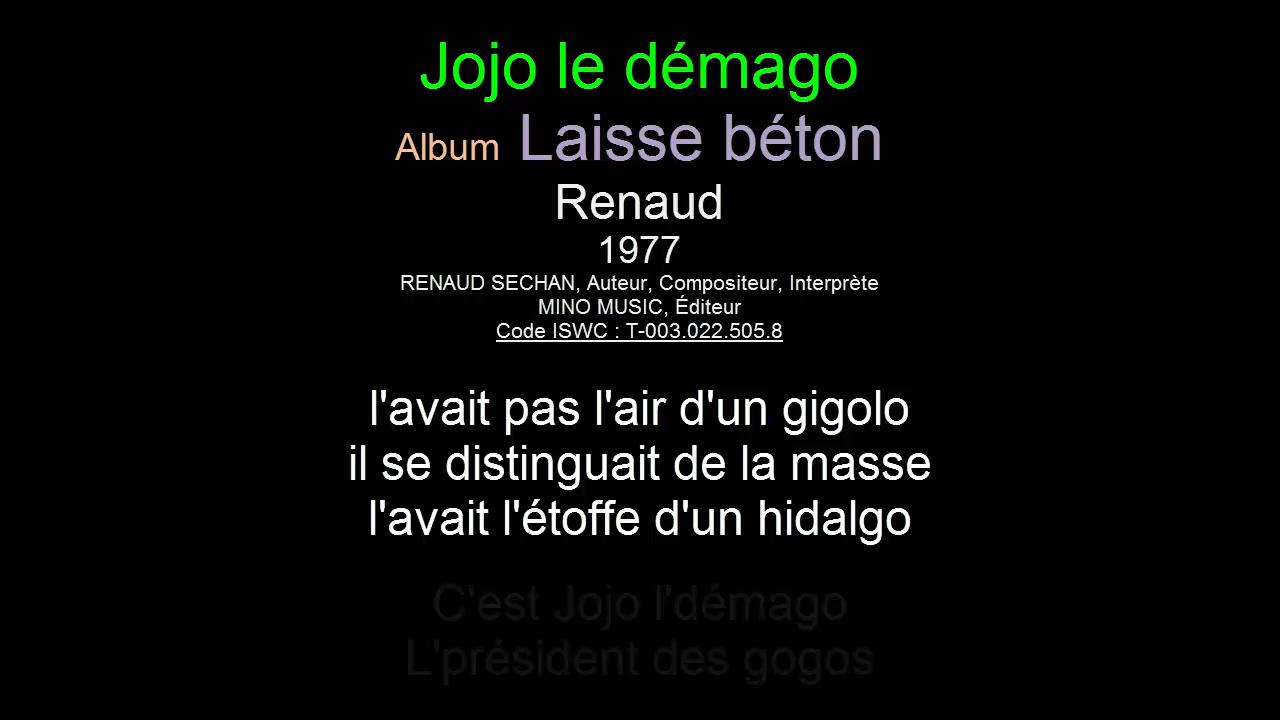 Jojo le démago
Album Laisse béton
Renaud
1977
RENAUD SECHAN, Auteur, Compositeur, Interprète
MINO MUSIC, Éditeur
Code ISWC : T-003.022.505.8
l'avait pas l'air d'un gigolo
il se distinguait de la masse
l'avait l'étoffe d'un hidalgo
C'est Jojo l'démago
L'président des gogos